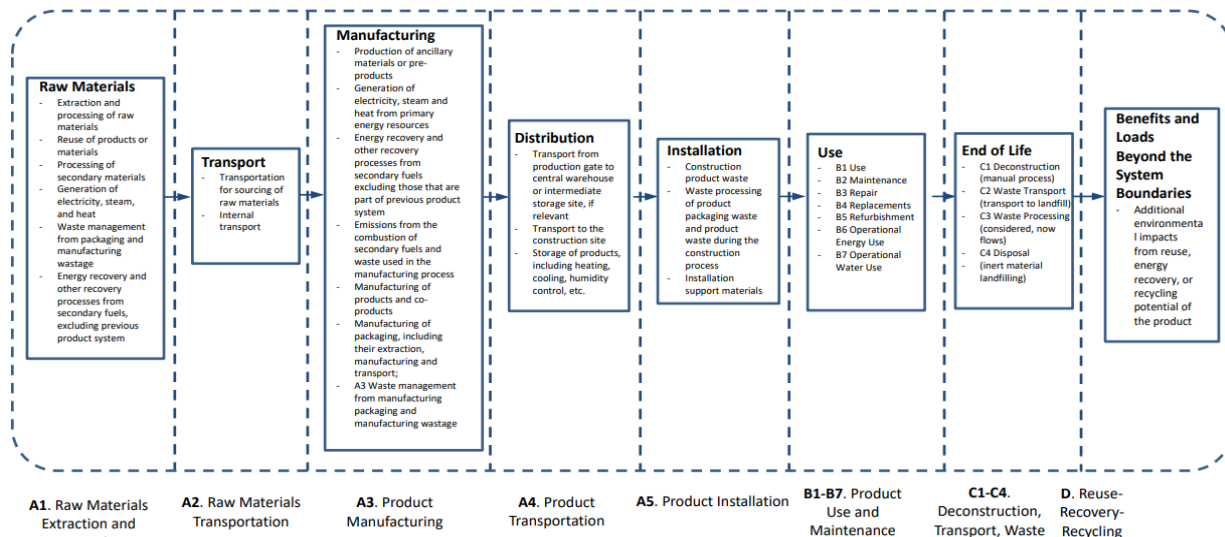 Raw Materials
- Extraction and
processing of raw
materials
- Reuse of products or
materials
- Processing of
secondary materials
- Generation of
electricity, steam,
and heat
- Waste management
from packaging and
manufacturing
wastage
- Energy recovery and
other recovery
processes from
secondary fuels,
excluding previous
product system
Transport
- Transportation
for sourcing of
raw materials
- Internal
transport
Manufacturing
- Production of ancillary
materials or pre-
products
- Generation of
electricity, steam and
heat from primary
energy resources
- Energy recovery and
other recovery
processes from
secondary fuels
excluding those that are
part of previous product
system
- Emissions from the
combustion of
secondary fuels and
waste used in the
manufacturing process
- Manufacturing of
products and co-
products
- Manufacturing of
packaging, including
their extraction,
manufacturing and
transport;
- A3 Waste management
from manufacturing
packaging and
manufacturing wastage
Distribution
- Transport from
production gate to
central warehouse
or intermediate
storage site, if
relevant
- Transport to the
construction site
- Storage of products,
including heating,
cooling, humidity
control, etc.
Installation
- Construction
product waste
- Waste processing of
product packaging waste
and product waste
during the
construction
process
- Installation
support materials
Use
- B1 Use
- B2 Maintenance
- B3 Repair
- B4 Replacements
- B5 Refurbishment
- B6 Operational
Energy Use
- B7 Operational
Water Use
End of Life
- C1 Deconstruction
(manual process)
- C2 Waste Transport
(transport to landfill)
- C3 Waste Processing
(considered, now
flows)
- C4 Disposal
- (inert material
landfilling)
Benefits and
Loads
Beyond the
System
Boundaries
- Additional
environmenta
l impacts
from reuse,
energy
recovery, or
recycling
potential of
the product
A1. Raw Materials
Extraction and
A2. Raw Materials
Transportation
A3. Product
Manufacturing
A4. Product
Transportation
A5. Product Installation
B1-B7. Product
Use and
Maintenance
C1-C4.
Deconstruction,
Transport, Waste
D. Reuse-
Recovery-
Recycling